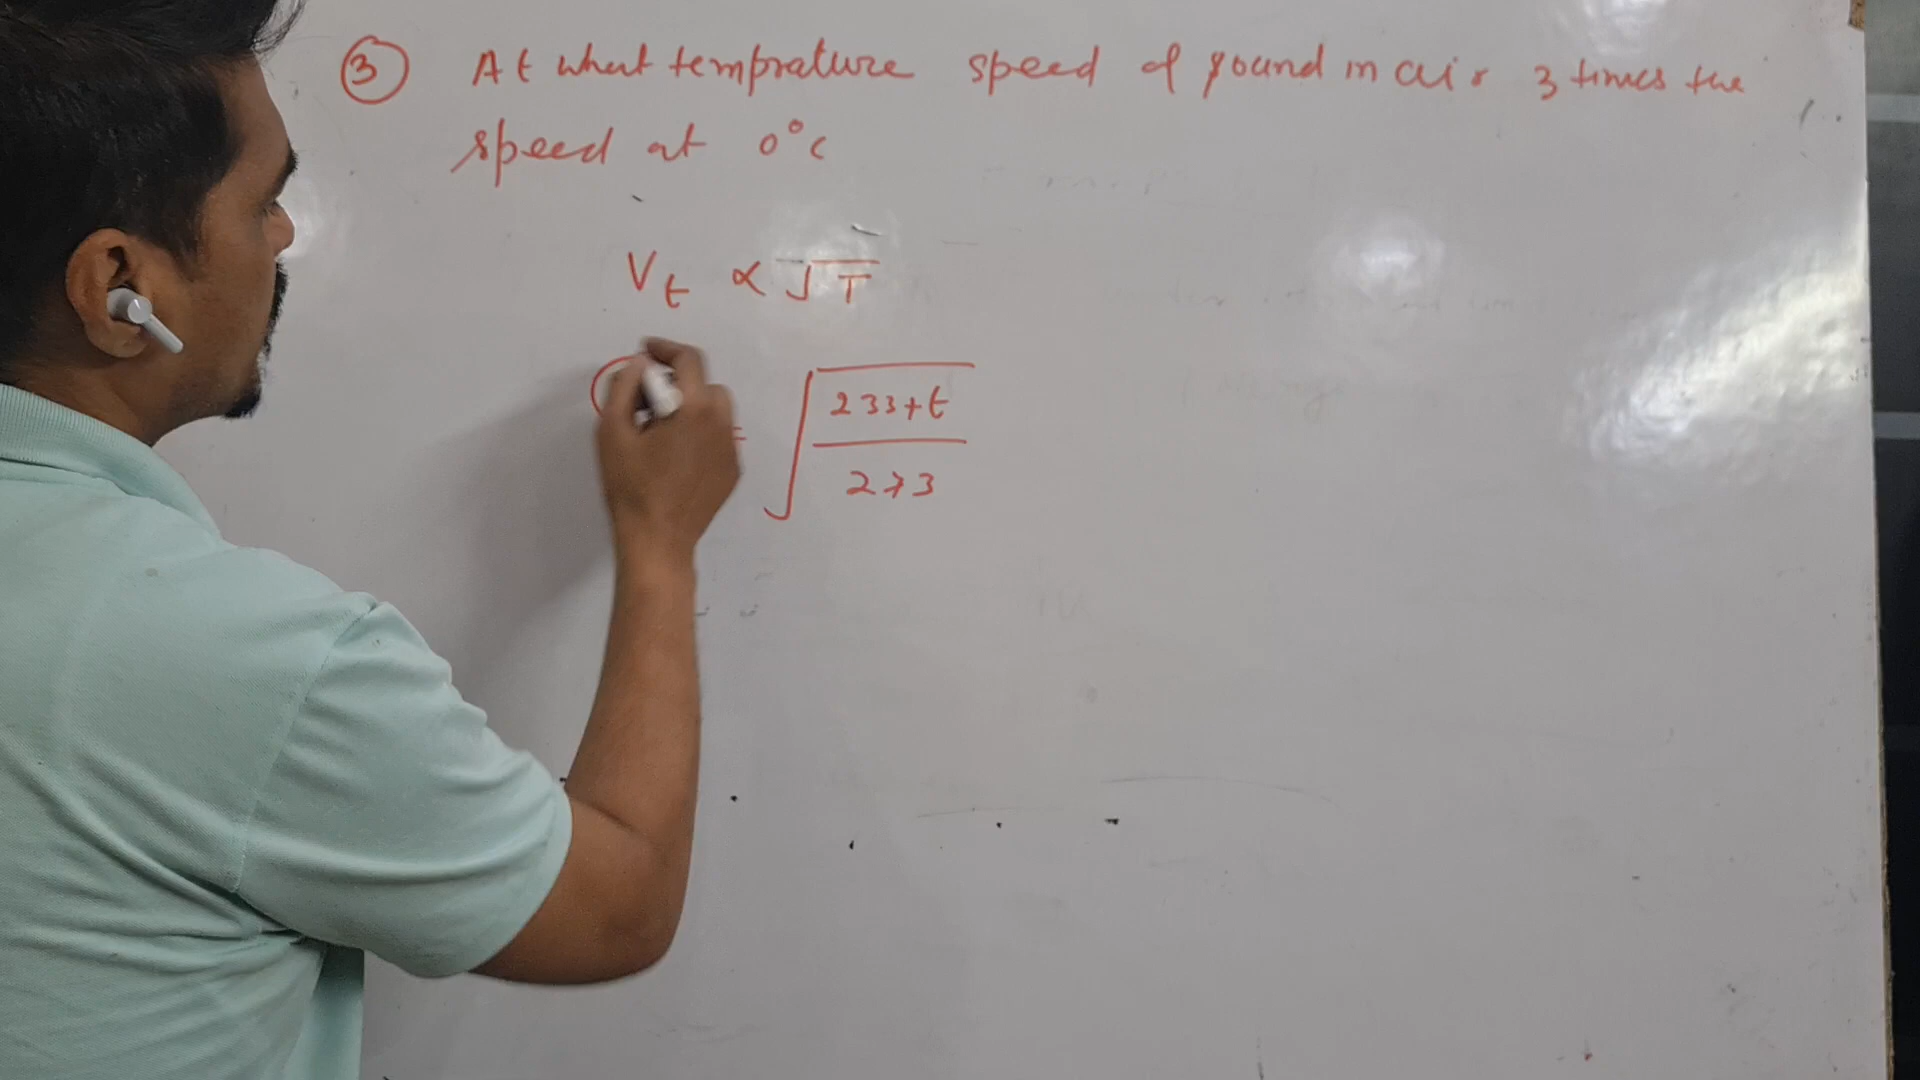 ③ At what temprature speed of sound in air 3 times the
speed at 0°c
Vt ∝ √T
= √(233+t / 273)